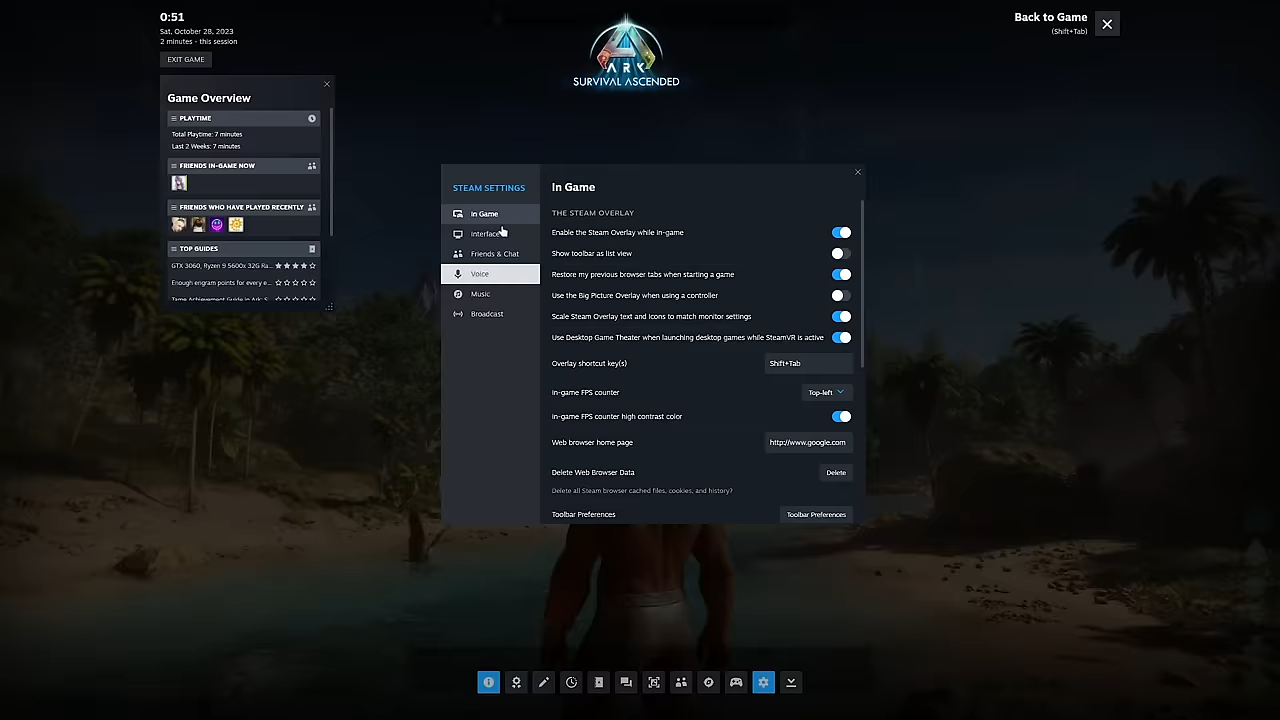 0:51
Sat, October 28, 2023
2 minutes - this session
EXIT GAME
Back to Game
(Shift+Tab)
ARK
SURVIVAL ASCENDED
Game Overview
PLAYTIME
Total Playtime: 7 minutes
Last 2 Weeks: 7 minutes
FRIENDS IN-GAME NOW
FRIENDS WHO HAVE PLAYED RECENTLY
TOP GUIDES
GTX 3060, Ryzen 9 5600x 32G Ra...
Enough engram points for every e...
Tame Achievement Guide in Ark: S...
STEAM SETTINGS
In Game
Interface
Friends & Chat
Voice
Music
Broadcast
In Game
THE STEAM OVERLAY
Enable the Steam Overlay while in-game
Show toolbar as list view
Restore my previous browser tabs when starting a game
Use the Big Picture Overlay when using a controller
Scale Steam Overlay text and icons to match monitor settings
Use Desktop Game Theater when launching desktop games while SteamVR is active
Overlay shortcut key(s) Shift+Tab
In-game FPS counter Top-left
In-game FPS counter high contrast color
Web browser home page http://www.google.com
Delete Web Browser Data Delete
Delete all Steam browser cached files, cookies, and history?
Toolbar Preferences Toolbar Preferences